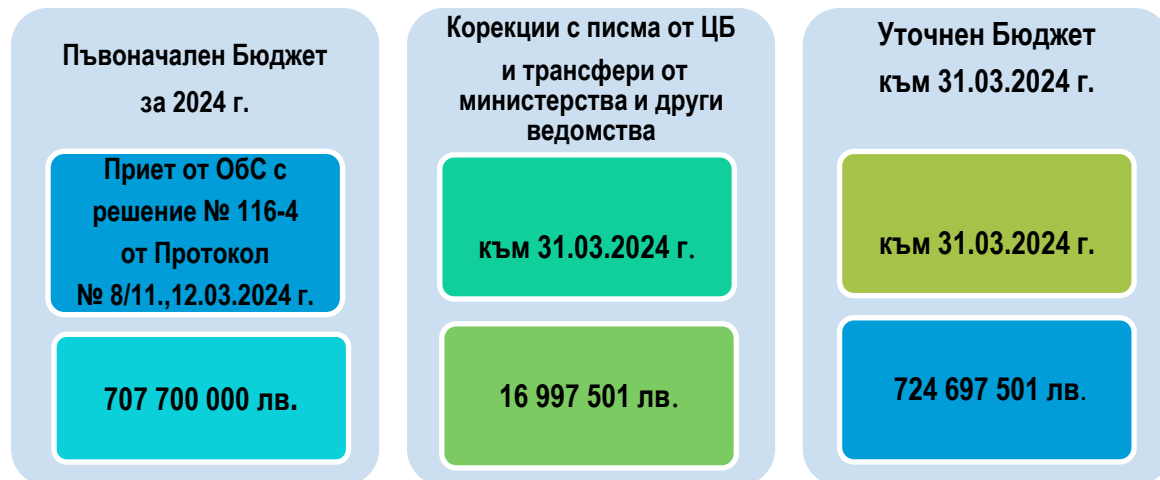 Пъвоначален Бюджет
за 2024 г.
Приет от ОбС с
решение № 116-4
от Протокол
№ 8/11.,12.03.2024 г.
707 700 000 лв.
Корекции с писма от ЦБ
и трансфери от
министерства и други
ведомства
към 31.03.2024 г.
16 997 501 лв.
Уточнен Бюджет
към 31.03.2024 г.
към 31.03.2024 г.
724 697 501 лв.